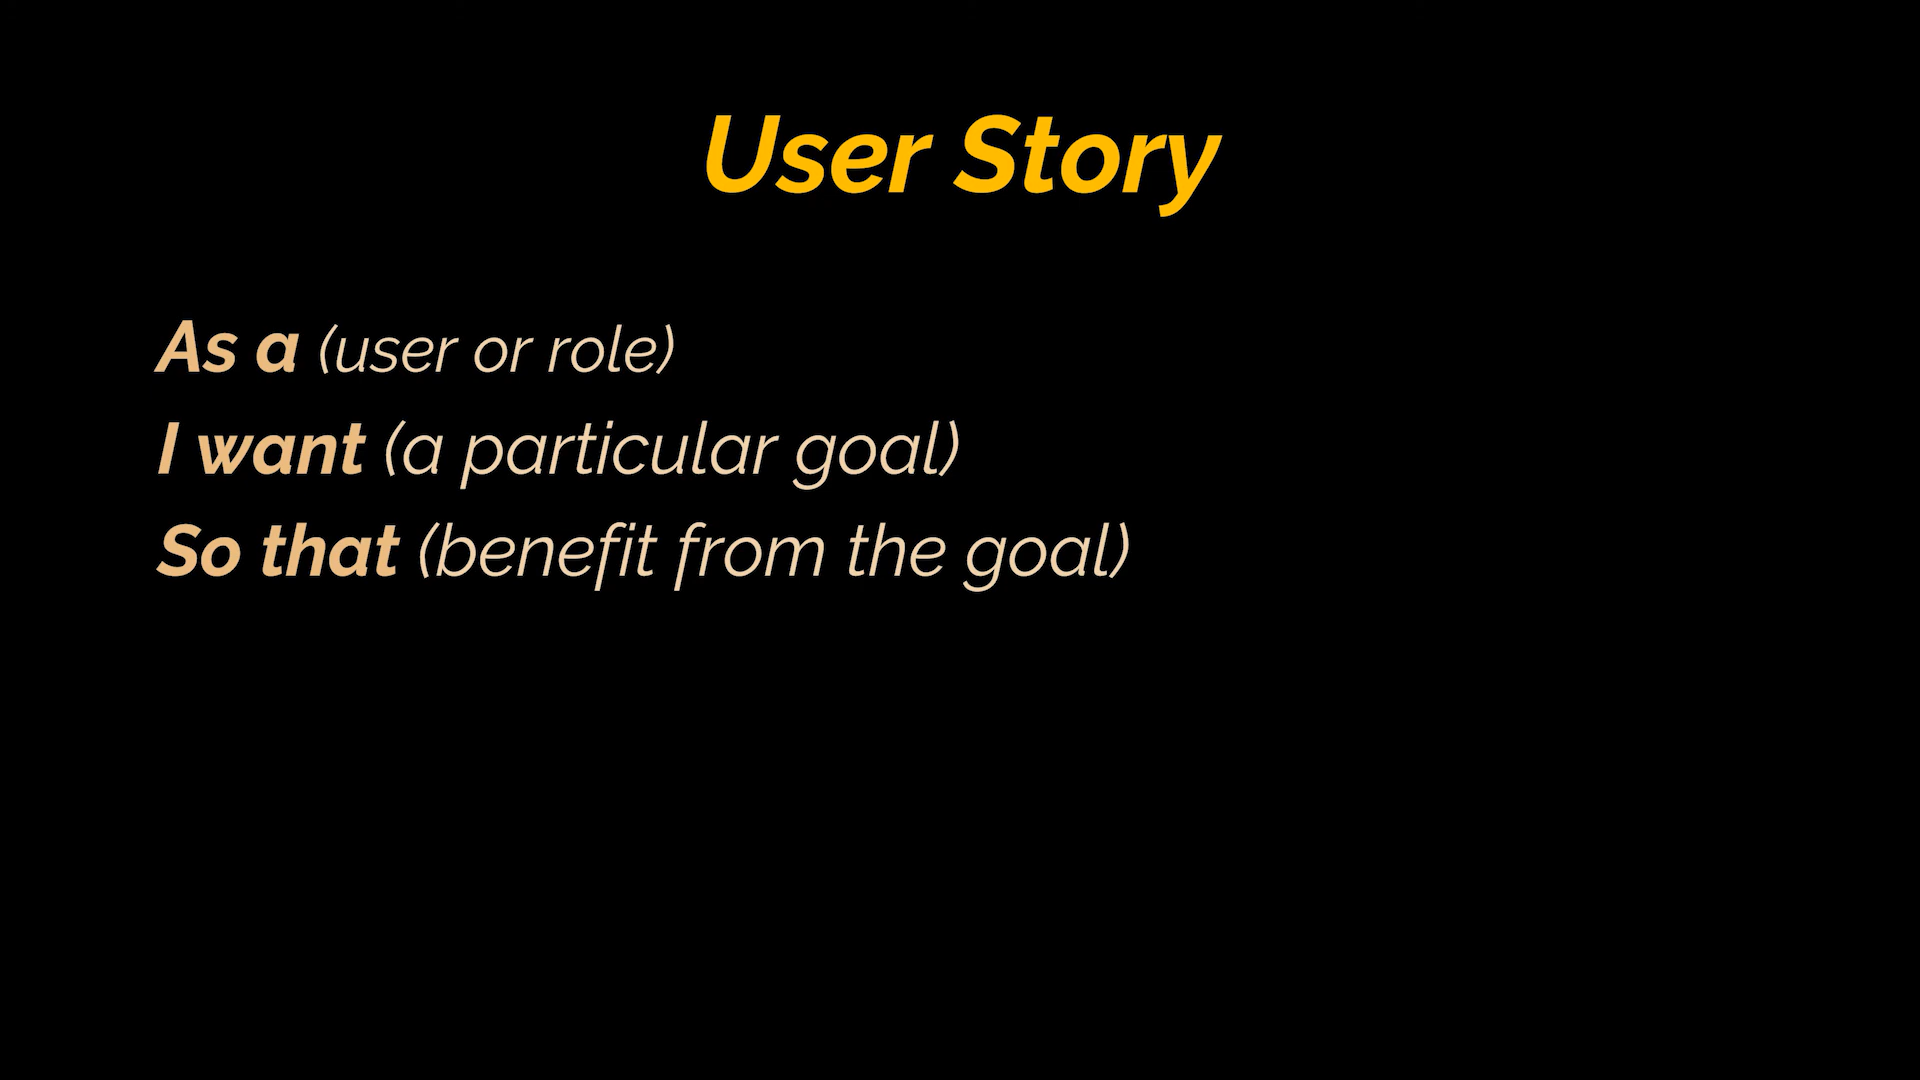 User Story
As a (user or role)
I want (a particular goal)
So that (benefit from the goal)